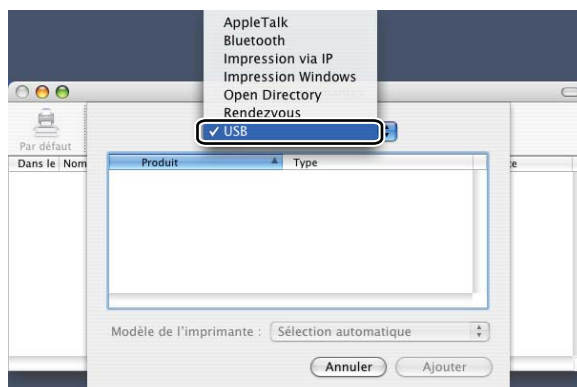 AppleTalk
Bluetooth
Impression via IP
Impression Windows
Open Directory
Rendezvous
✓ USB
Par défaut
Dans le Nom
Produit Type
Modèle de l'imprimante : Sélection automatique
Annuler Ajouter